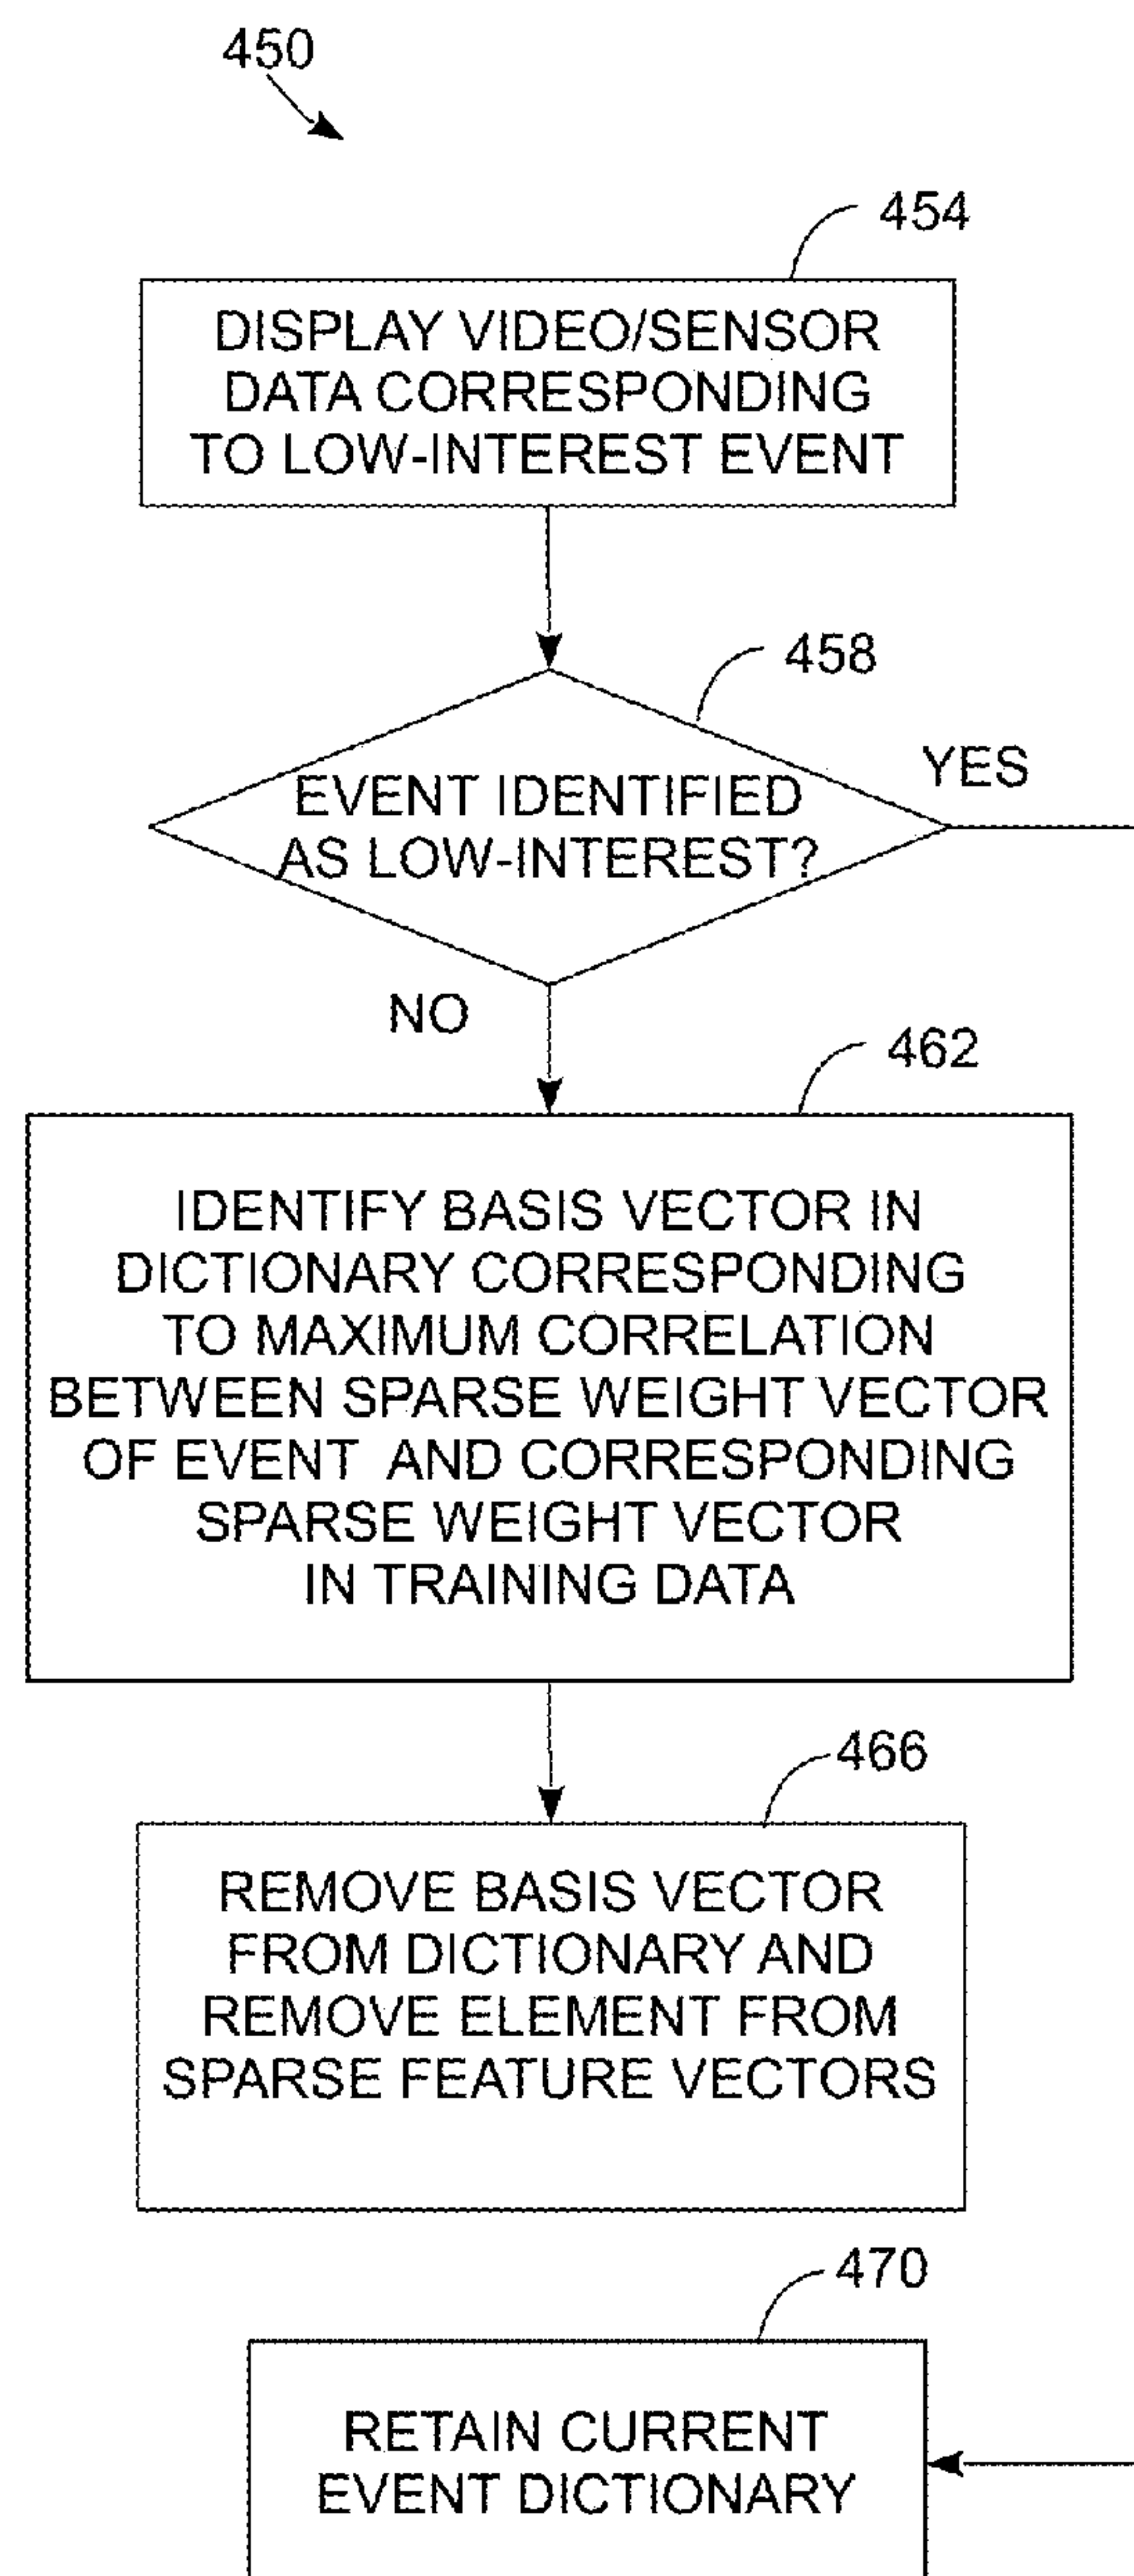 450
454
DISPLAY VIDEO/SENSOR
DATA CORRESPONDING
TO LOW-INTEREST EVENT
458
YES
EVENT IDENTIFIED
AS LOW-INTEREST?
NO
462
IDENTIFY BASIS VECTOR IN
DICTIONARY CORRESPONDING
TO MAXIMUM CORRELATION
BETWEEN SPARSE WEIGHT VECTOR
OF EVENT AND CORRESPONDING
SPARSE WEIGHT VECTOR
IN TRAINING DATA
466
REMOVE BASIS VECTOR
FROM DICTIONARY AND
REMOVE ELEMENT FROM
SPARSE FEATURE VECTORS
470
RETAIN CURRENT
EVENT DICTIONARY